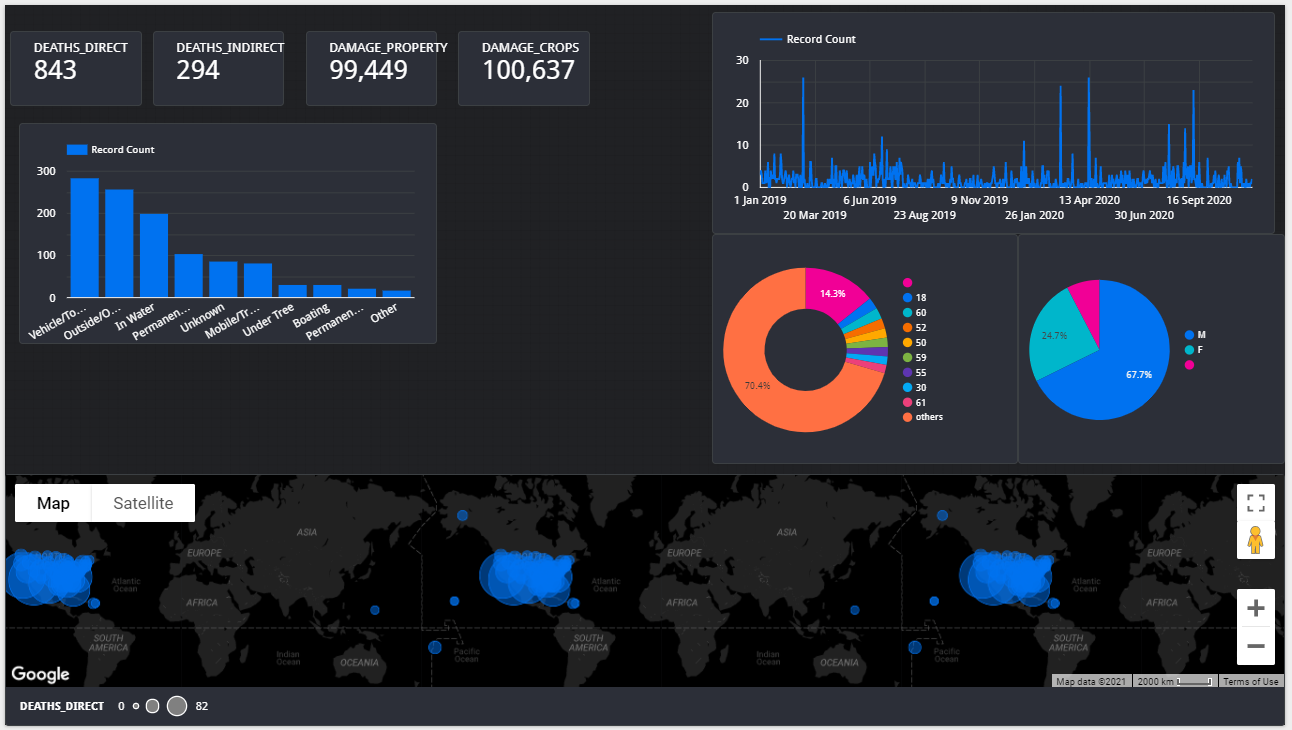 DEATHS_DIRECT
843
DEATHS_INDIRECT
294
DAMAGE_PROPERTY
99,449
DAMAGE_CROPS
100,637
Record Count
30
20
10
0
1 Jan 2019
6 Jun 2019
9 Nov 2019
13 Apr 2020
16 Sept 2020
20 Mar 2019
23 Aug 2019
26 Jan 2020
30 Jun 2020
Record Count
300
200
100
0
Vehicle/To...
Outside/O...
In Water
Permanen...
Unknown
Mobile/Tr...
Under Tree
Boating
Permanen...
Other
14.3%
70.4%
18
60
52
50
59
55
30
61
others
24.7%
67.7%
M
F
Map
Satellite
ASIA
EUROPE
Atlantic
Ocean
AFRICA
SOUTH
AMERICA
Indian
Ocean
OCEANIA
Pacific
Ocean
ASIA
EUROPE
Atlantic
Ocean
AFRICA
SOUTH
AMERICA
Indian
Ocean
OCEANIA
Pacific
Ocean
EUROPE
Atlantic
Ocean
AFRICA
SOUTH
AMERICA
Google
Map data ©2021
2000 km
Terms of Use
DEATHS_DIRECT 0 82